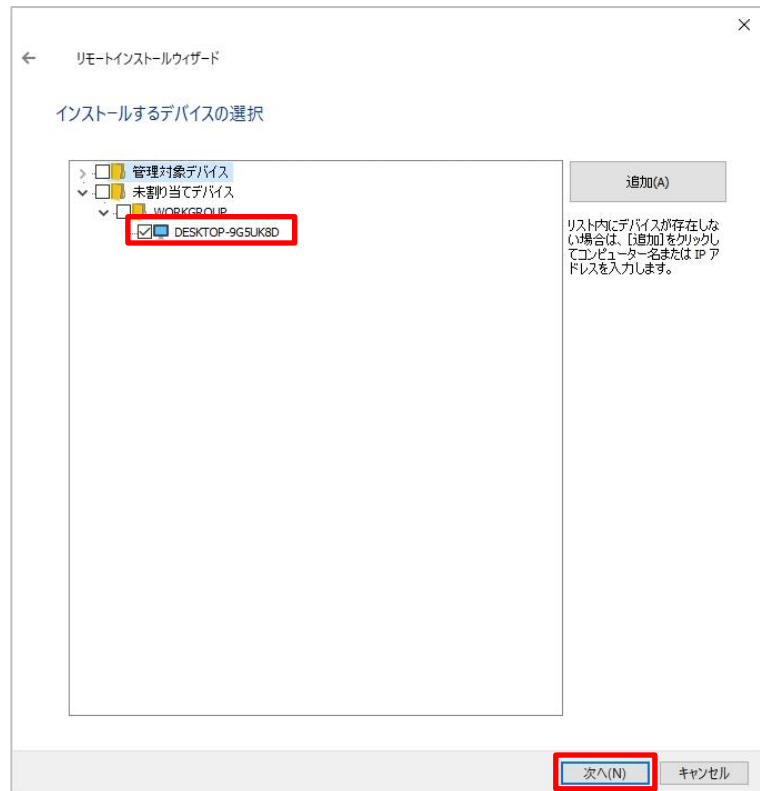 リモートインストールウィザード
インストールするデバイスの選択
管理対象デバイス
未割り当てデバイス
WORKGROUP
DESKTOP-9G5UK8D
追加(A)
リスト内にデバイスが存在しな
い場合は、[追加]をクリックし
てコンピューター名または IP ア
ドレスを入力します。
次へ(N)
キャンセル